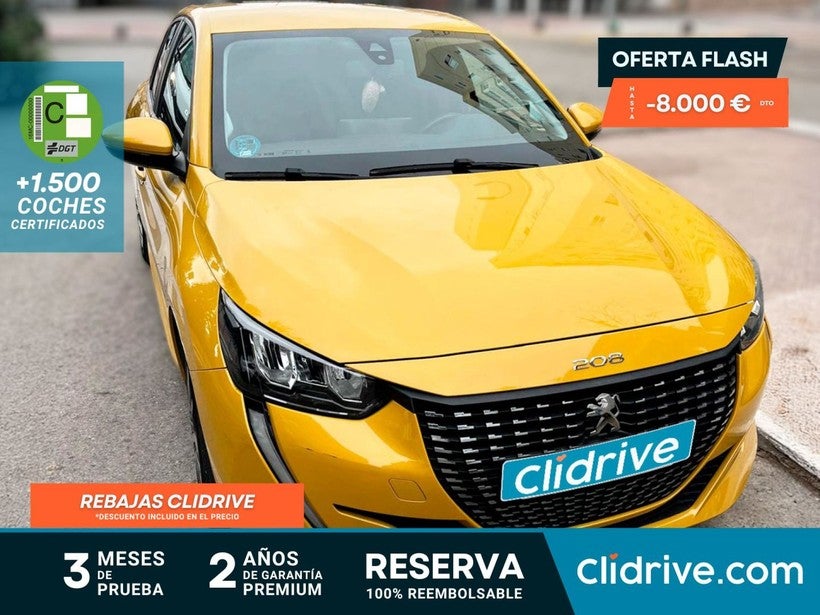 OFERTA FLASH
HASTA -8.000 € DTO
C
DGT
+1.500
COCHES
CERTIFICADOS
208
Clidrive
REBAJAS CLIDRIVE
*DESCUENTO INCLUIDO EN EL PRECIO
3 MESES DE PRUEBA
2 AÑOS DE GARANTÍA PREMIUM
RESERVA
100% REEMBOLSABLE
Clidrive.com